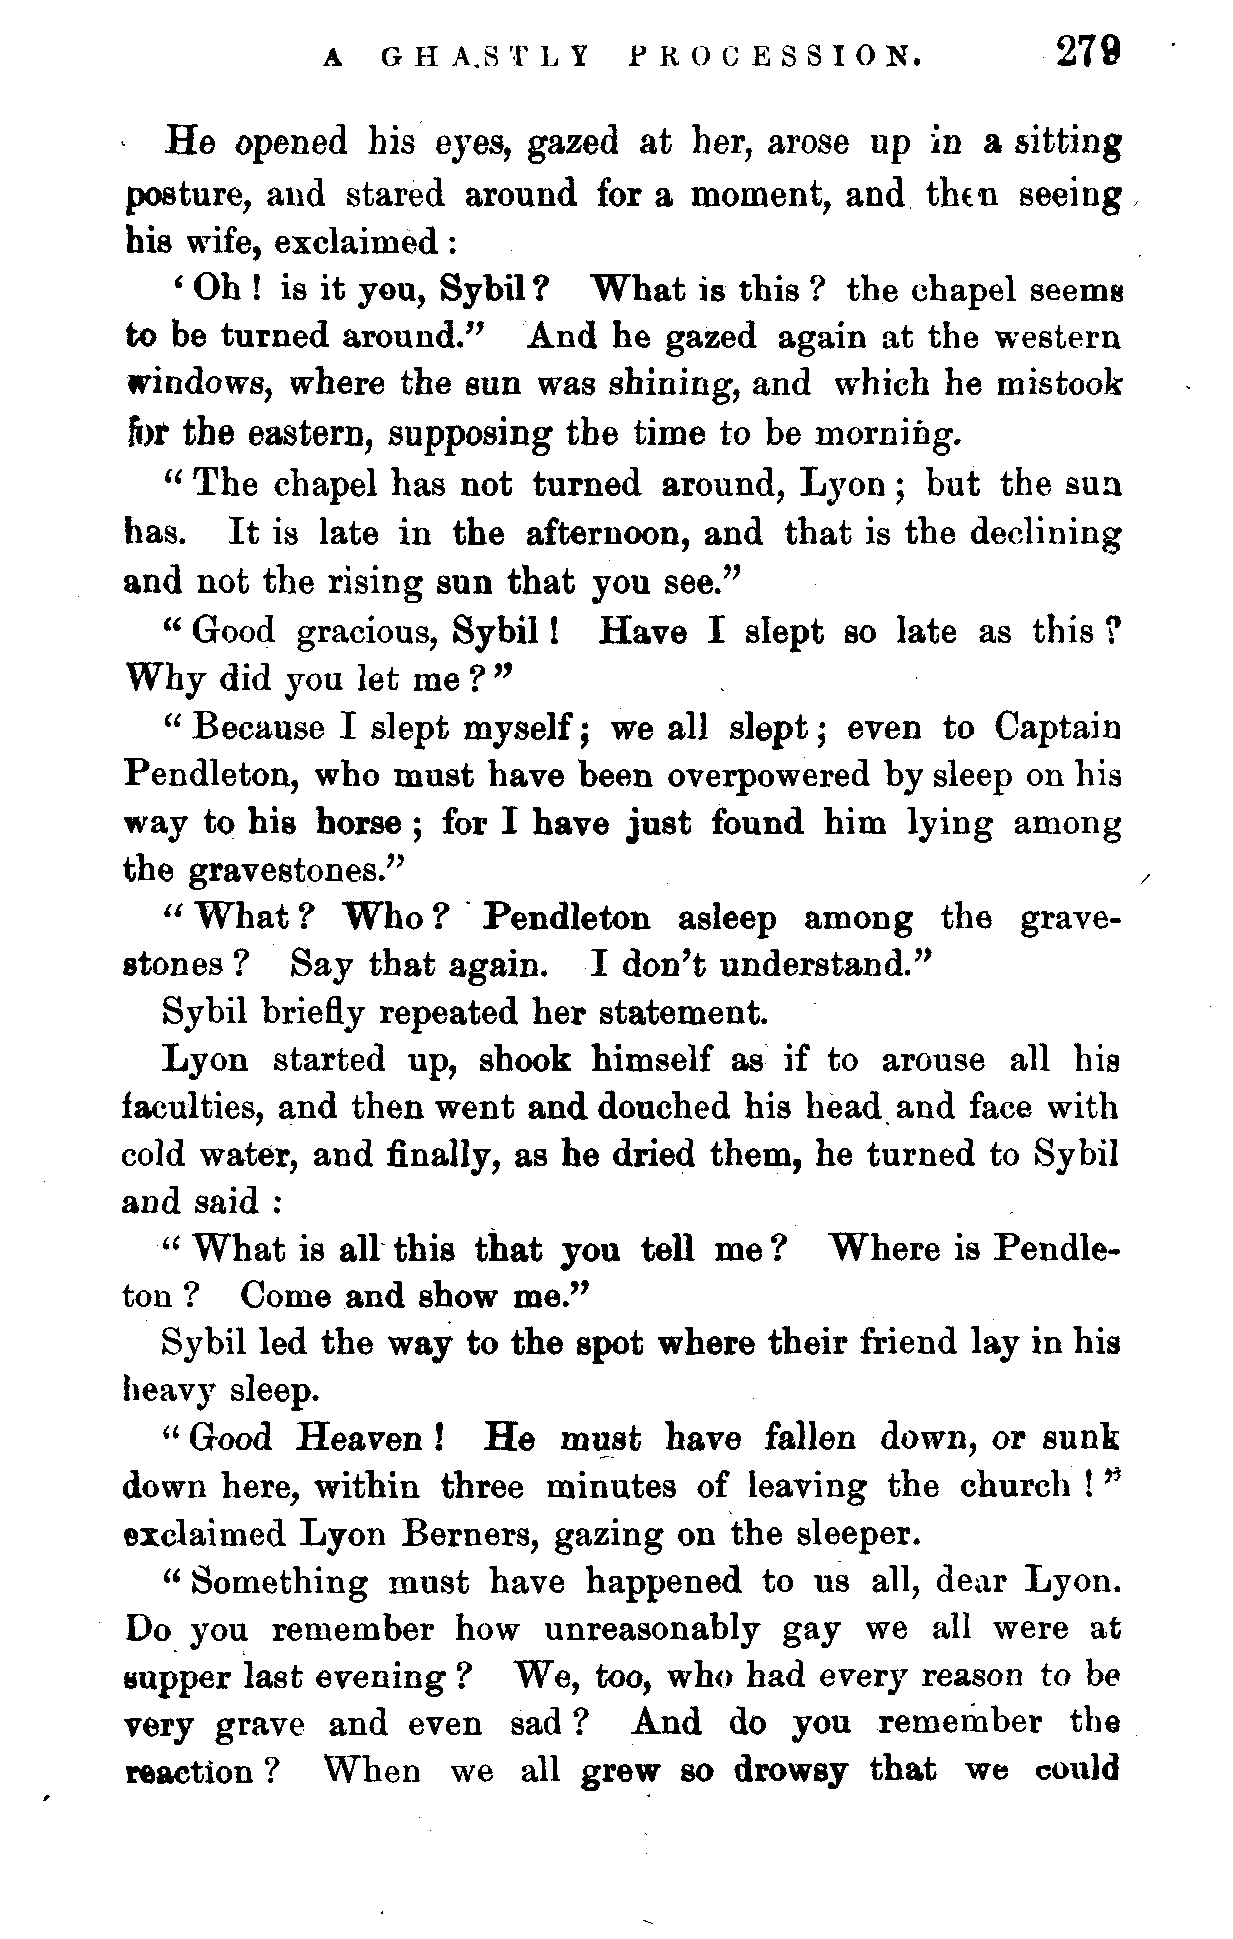 A GHASTLY PROCESSION. 279
He opened his eyes, gazed at her, arose up in a sitting
posture, and stared around for a moment, and then seeing
his wife, exclaimed :
‘ Oh ! is it you, Sybil ? What is this ? the chapel seems
to be turned around.” And he gazed again at the western
windows, where the sun was shining, and which he mistook
for the eastern, supposing the time to be morning.
“ The chapel has not turned around, Lyon ; but the sun
has. It is late in the afternoon, and that is the declining
and not the rising sun that you see.”
“ Good gracious, Sybil ! Have I slept so late as this ?
Why did you let me ? ”
“ Because I slept myself ; we all slept ; even to Captain
Pendleton, who must have been overpowered by sleep on his
way to his horse ; for I have just found him lying among
the gravestones.”
“ What ? Who ? Pendleton asleep among the grave-
stones ? Say that again. I don’t understand.”
Sybil briefly repeated her statement.
Lyon started up, shook himself as if to arouse all his
faculties, and then went and douched his head and face with
cold water, and finally, as he dried them, he turned to Sybil
and said :
“ What is all this that you tell me ? Where is Pendle-
ton ? Come and show me.”
Sybil led the way to the spot where their friend lay in his
heavy sleep.
“ Good Heaven ! He must have fallen down, or sunk
down here, within three minutes of leaving the church ! ”
exclaimed Lyon Berners, gazing on the sleeper.
“ Something must have happened to us all, dear Lyon.
Do you remember how unreasonably gay we all were at
supper last evening ? We, too, who had every reason to be
very grave and even sad ? And do you remember the
reaction ? When we all grew so drowsy that we could